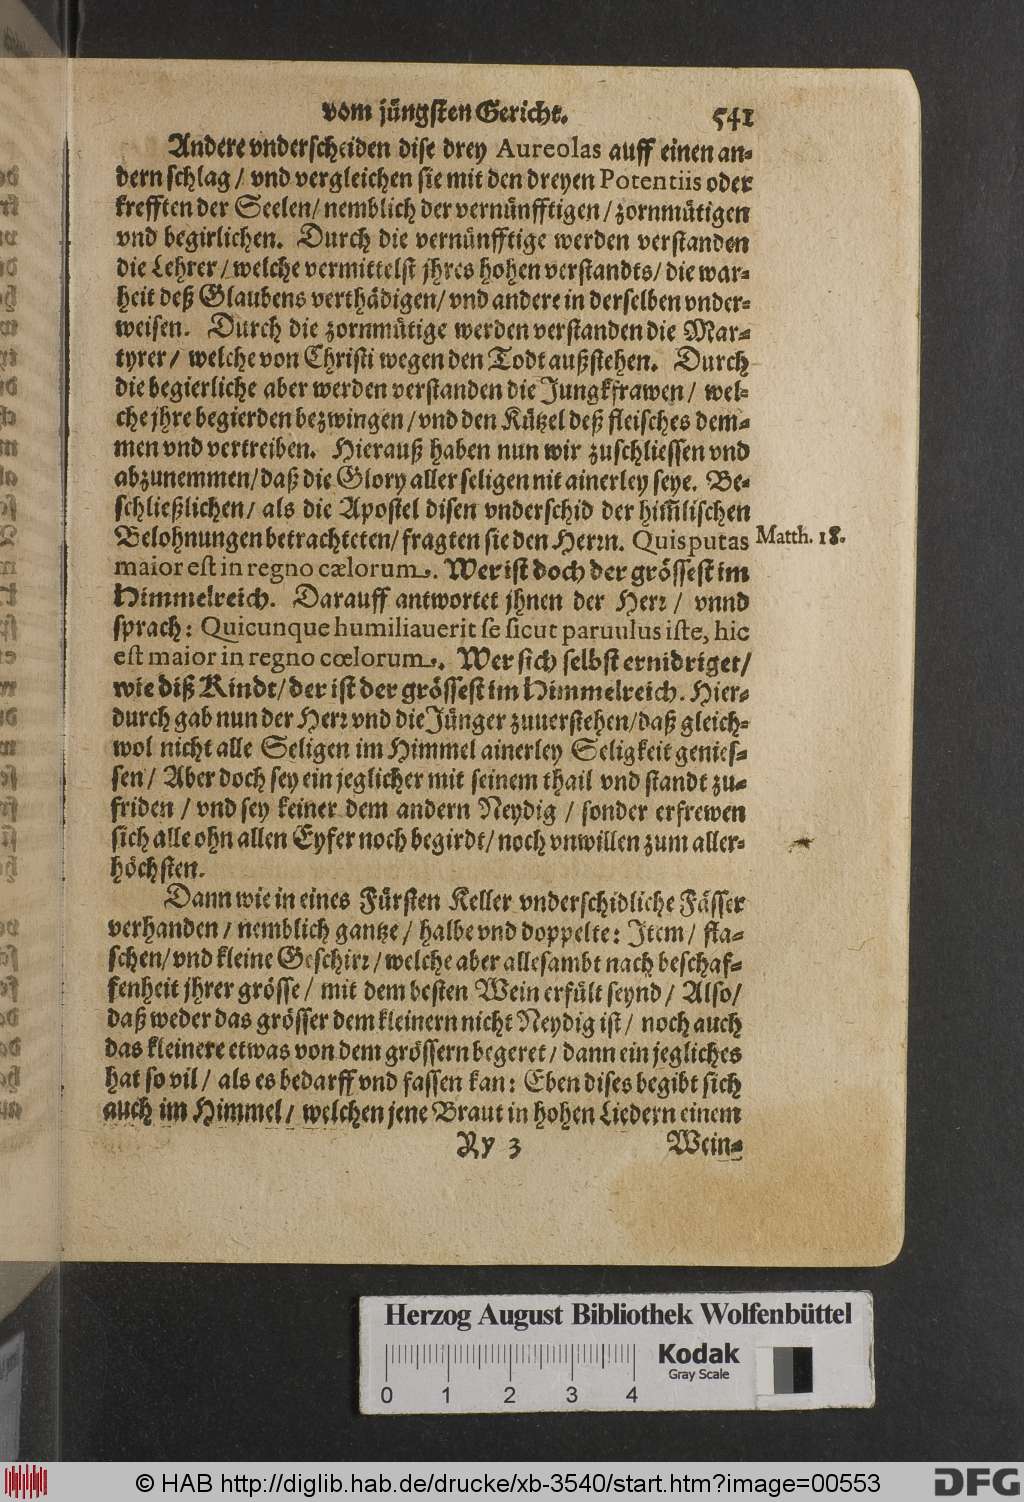 vom jüngsten Gericht. 541
Andere vnderscheiden dise drey Aureolas auff einen an-
dern schlag / vnd vergleichen sie mit den dreyen Potentiis oder
krefften der Seelen / nemblich der vernünfftigen / zornmütigen
vnd begirlichen. Durch die vernünfftige werden verstanden
die Lehrer / welche vermittelst jhres hohen verstandts / die war-
heit deß Glaubens verthädigen / vnd andere in derselben vnder-
weisen. Durch die zornmütige werden verstanden die Mar-
tyrer / welche von Christi wegen den Todt außstehen. Durch
die begierliche aber werden verstanden die Jungkfrawen / wel-
che jhre begierden bezwingen / vnd den Kützel deß fleisches dem-
men vnd vertreiben. Hierauß haben nun wir zuschliessen vnd
abzunemmen / daß die Glory aller seligen nit ainerley seye. Be-
schließlichen / als die Apostel disen vnderschid der him̃lischen
Belohnungen betrachteten / fragten sie den Herrn. Quis putas
Matth. 18.
maior est in regno cælorum. Wer ist doch der grössest im
Himmelreich. Darauff antwortet jhnen der Herr / vnnd
sprach: Quicunque humiliauerit se sicut paruulus iste, hic
est maior in regno cœlorum. Wer sich selbst ernidriget /
wie diß Kindt / der ist der grössest im Himmelreich. Hier-
durch gab nun der Herr vnd die Jünger zuuerstehen / daß gleich-
wol nicht alle Seligen im Himmel ainerley Seligkeit genies-
sen / Aber doch sey ein jeglicher mit seinem thail vnd standt zu-
friden / vnd sey keiner dem andern Neydig / sonder erfrewen
sich alle ohn allen Eyfer noch begirdt / noch vnwillen zum aller-
höchsten.
Dann wie in eines Fürsten Keller vnderschidliche Fässer
verhanden / nemblich gantze / halbe vnd doppelte: Item / fla-
schen / vnd kleine Geschirr / welche aber allesambt nach beschaf-
fenheit jhrer grösse / mit dem besten Wein erfült seynd / Also /
daß weder das grösser dem kleinern nicht Neydig ist / noch auch
das kleinere etwas von dem grössern begeret / dann ein jegliches
hat so vil / als es bedarff vnd fassen kan: Eben dises begibt sich
auch im Himmel / welchen jene Braut in hohen Liedern einem
Yy 3 Wein-
Herzog August Bibliothek Wolfenbüttel
Kodak
Gray Scale
0 1 2 3 4
© HAB http://diglib.hab.de/drucke/xb-3540/start.htm?image=00553
DFG